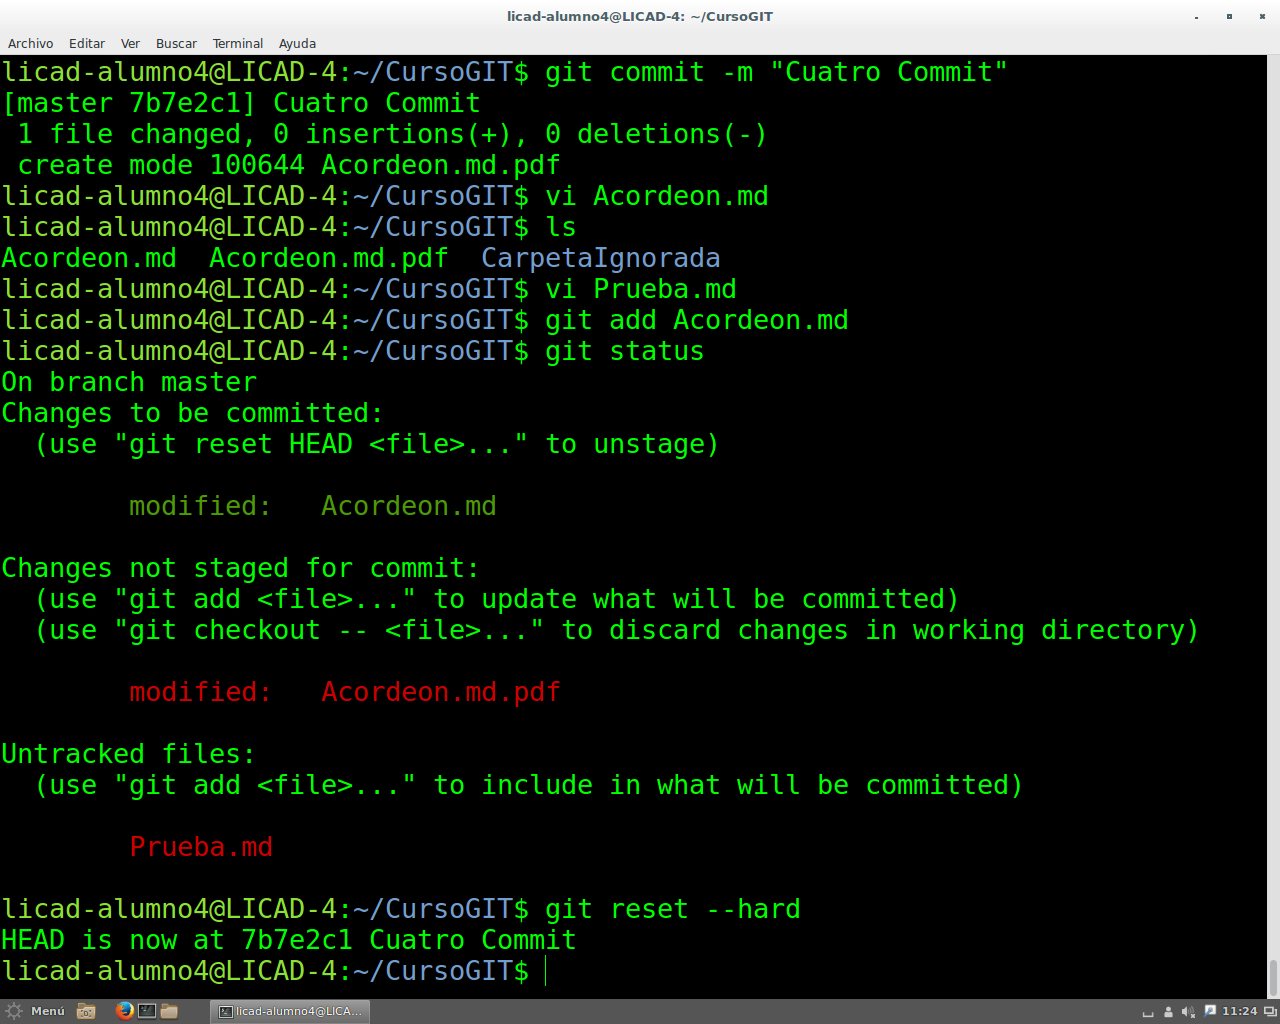 licad-alumno4@LICAD-4: ~/CursoGIT
Archivo Editar Ver Buscar Terminal Ayuda
licad-alumno4@LICAD-4:~/CursoGIT$ git commit -m "Cuatro Commit"
[master 7b7e2c1] Cuatro Commit
 1 file changed, 0 insertions(+), 0 deletions(-)
 create mode 100644 Acordeon.md.pdf
licad-alumno4@LICAD-4:~/CursoGIT$ vi Acordeon.md
licad-alumno4@LICAD-4:~/CursoGIT$ ls
Acordeon.md  Acordeon.md.pdf  CarpetaIgnorada
licad-alumno4@LICAD-4:~/CursoGIT$ vi Prueba.md
licad-alumno4@LICAD-4:~/CursoGIT$ git add Acordeon.md
licad-alumno4@LICAD-4:~/CursoGIT$ git status
On branch master
Changes to be committed:
  (use "git reset HEAD <file>..." to unstage)
        modified:   Acordeon.md
Changes not staged for commit:
  (use "git add <file>..." to update what will be committed)
  (use "git checkout -- <file>..." to discard changes in working directory)
        modified:   Acordeon.md.pdf
Untracked files:
  (use "git add <file>..." to include in what will be committed)
        Prueba.md
licad-alumno4@LICAD-4:~/CursoGIT$ git reset --hard
HEAD is now at 7b7e2c1 Cuatro Commit
licad-alumno4@LICAD-4:~/CursoGIT$
Menú licad-alumno4@LICA... 11:24